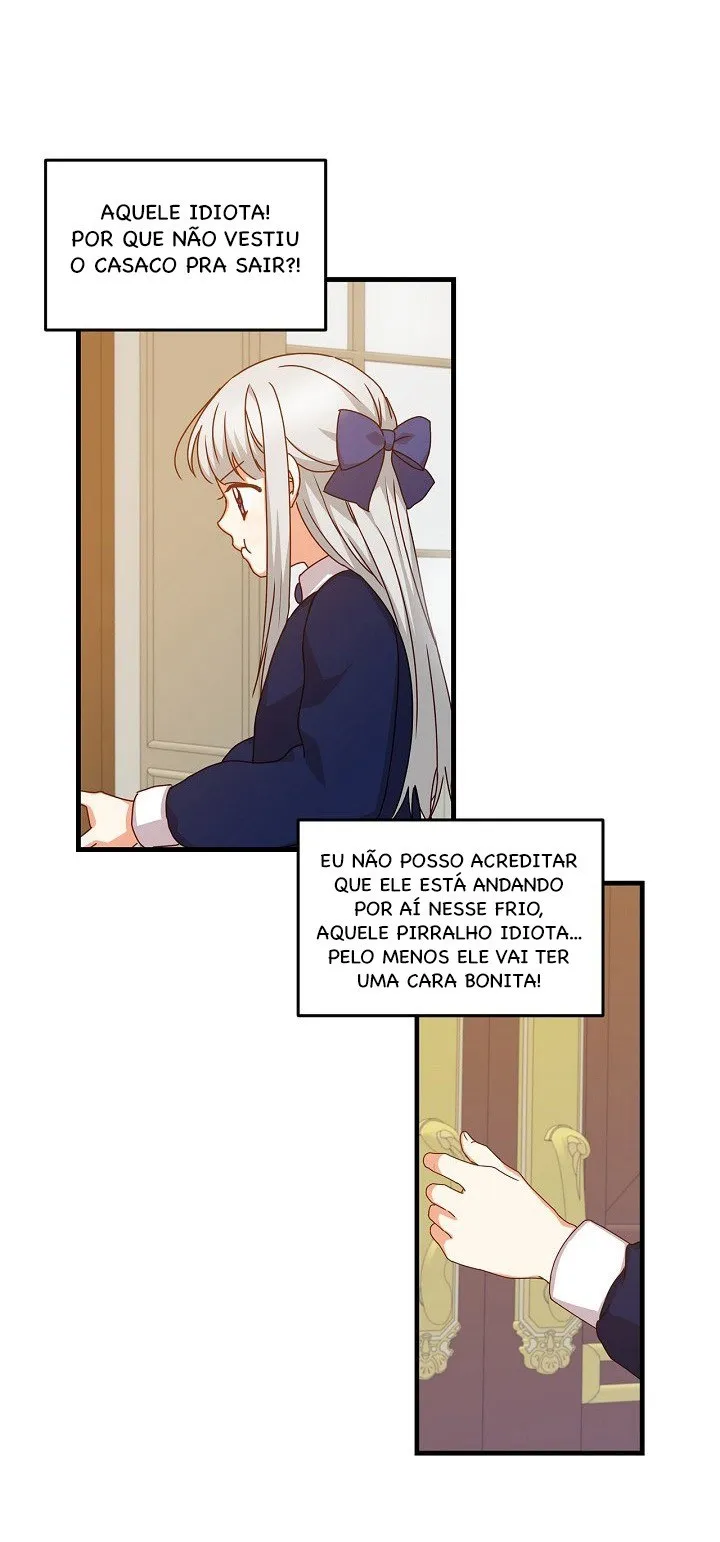 AQUELE IDIOTA!
POR QUE NÃO VESTIU
O CASACO PRA SAIR?!
EU NÃO POSSO ACREDITAR
QUE ELE ESTÁ ANDANDO
POR AÍ NESSE FRIO,
AQUELE PIRRALHO IDIOTA...
PELO MENOS ELE VAI TER
UMA CARA BONITA!